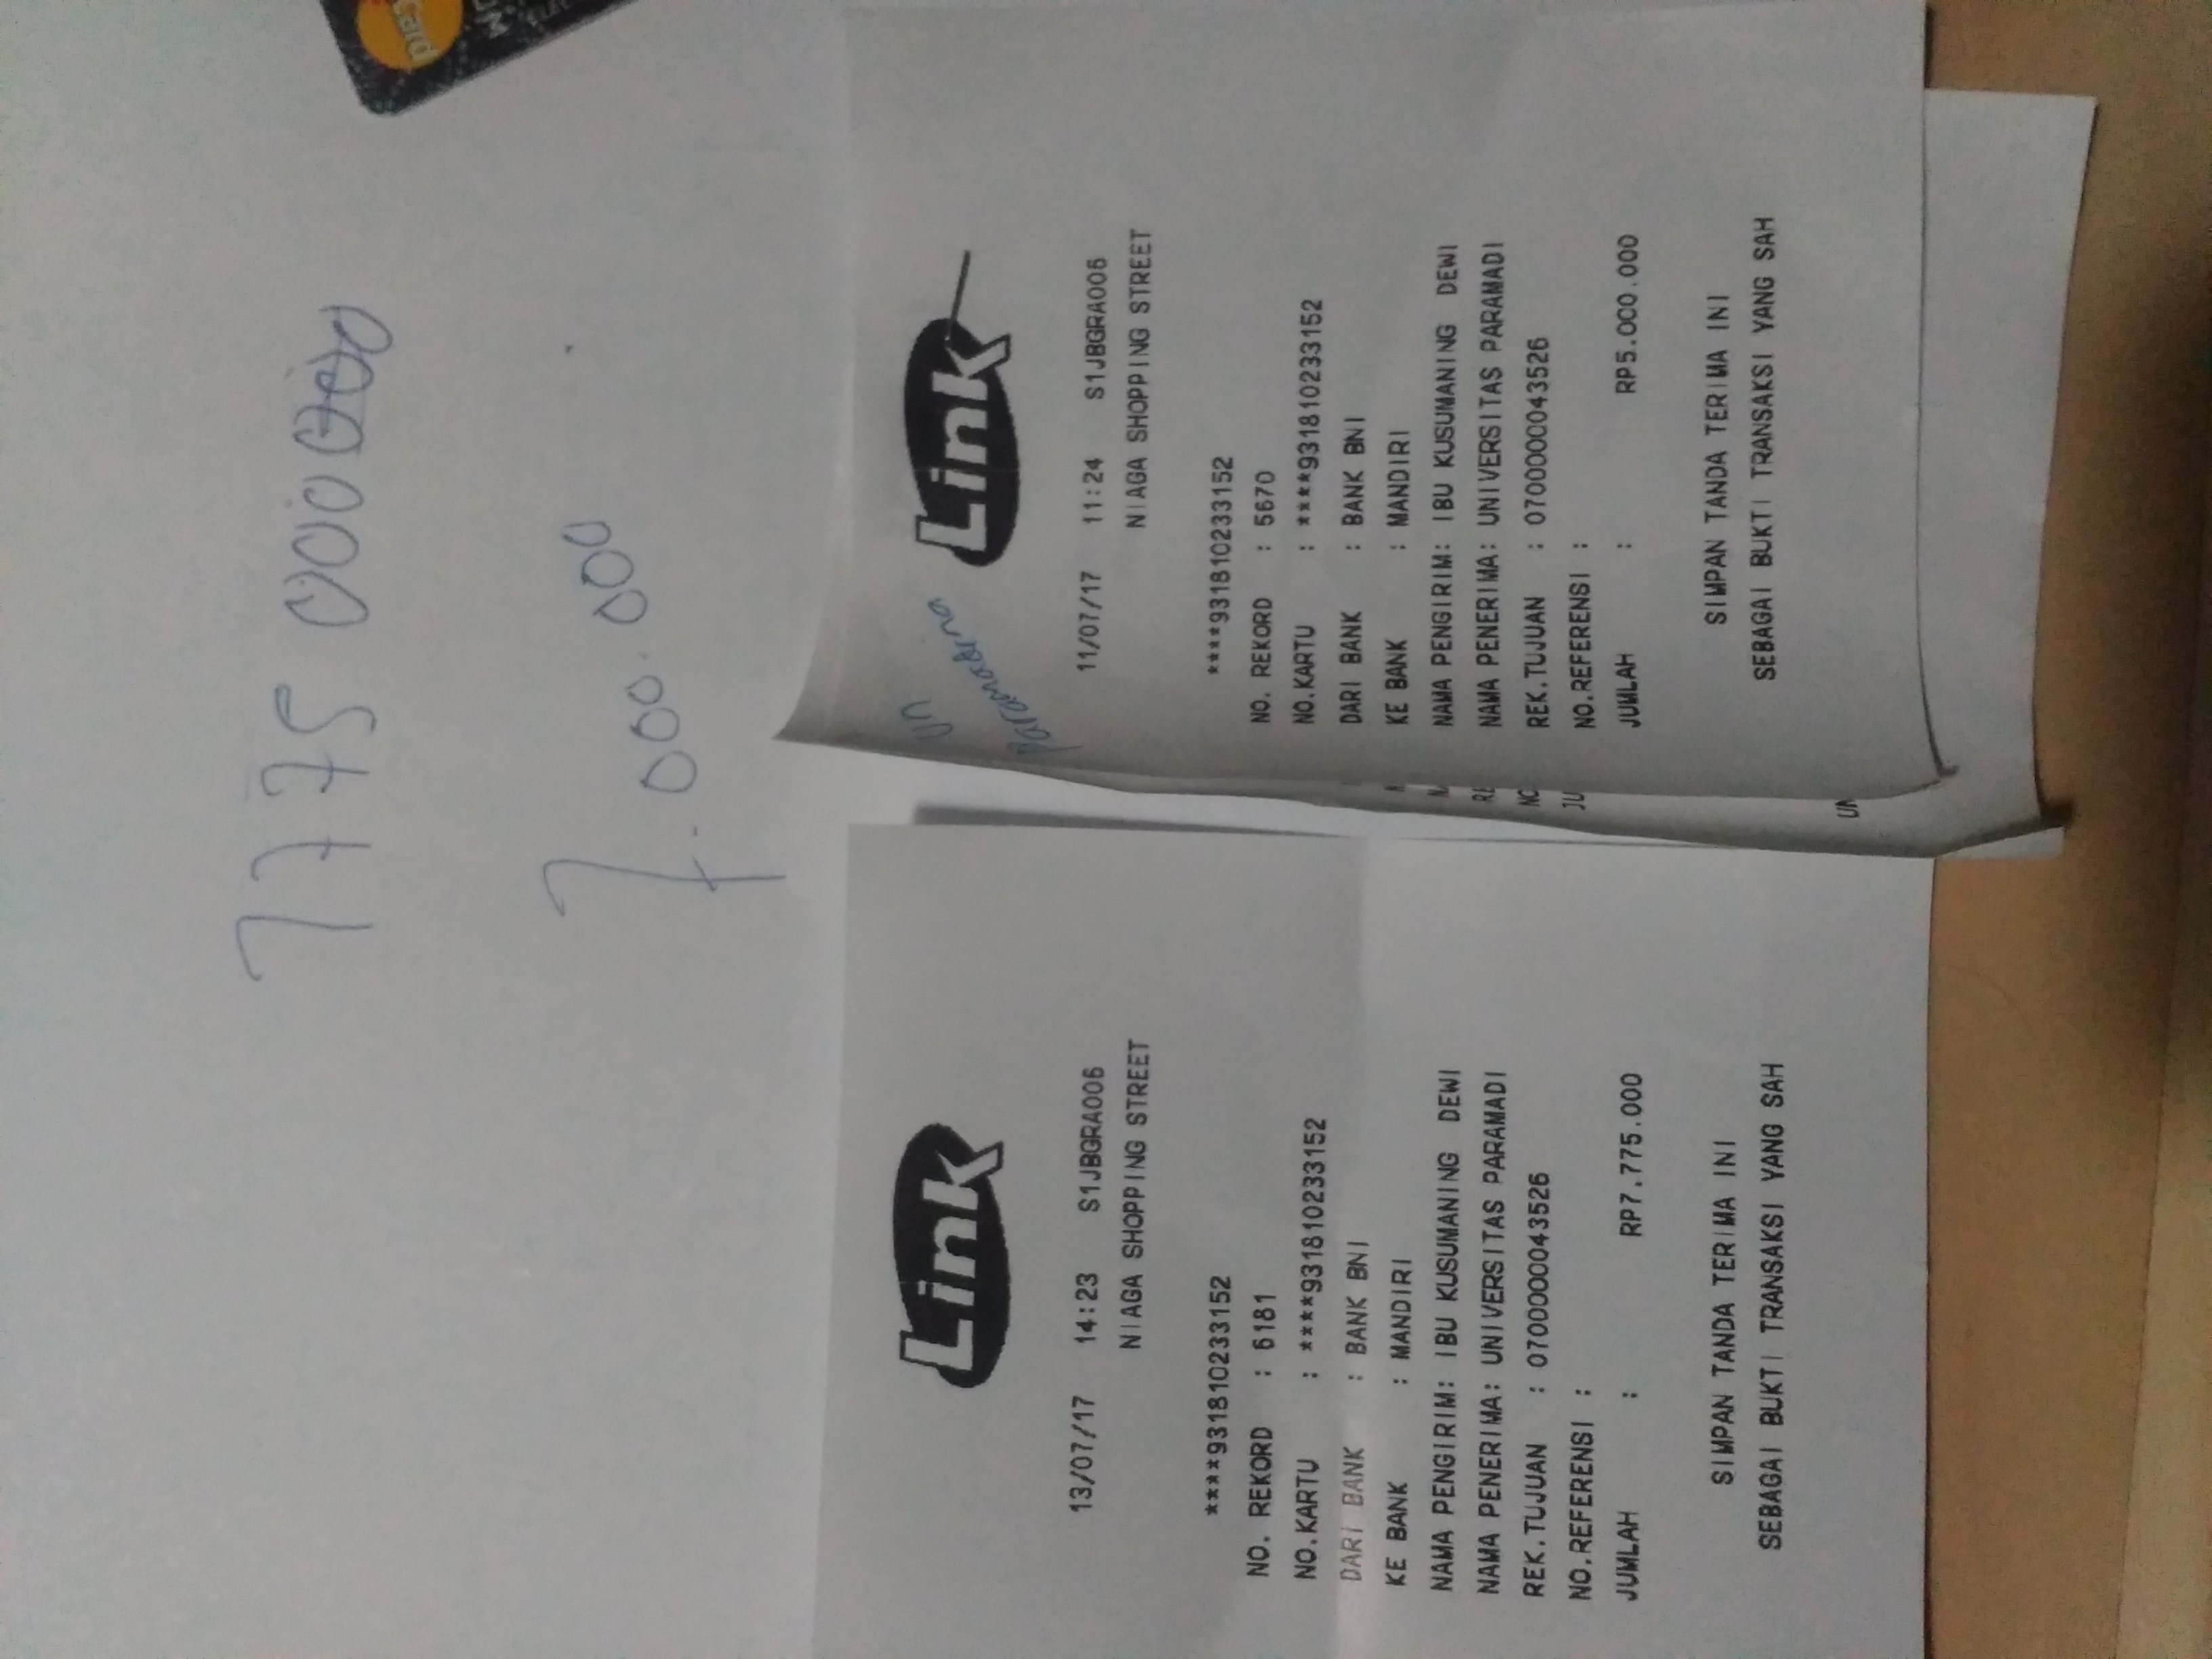 7775 000
7.000.000
Link
13/07/17 14:23 S1JBGRA006
NIAGA SHOPPING STREET
****931810233152
NO. REKORD : 6181
NO.KARTU : ****931810233152
DARI BANK : BANK BNI
KE BANK : MANDIRI
NAMA PENGIRIM: IBU KUSUMANING DEWI
NAMA PENERIMA: UNIVERSITAS PARAMADI
REK.TUJUAN : 0700000043526
NO.REFERENSI :
JUMLAH : RP7.775.000
SIMPAN TANDA TERIMA INI
SEBAGAI BUKTI TRANSAKSI YANG SAH
un
paramadina
Link
11/07/17 11:24 S1JBGRA006
NIAGA SHOPPING STREET
****931810233152
NO. REKORD : 5670
NO.KARTU : ****931810233152
DARI BANK : BANK BNI
KE BANK : MANDIRI
NAMA PENGIRIM: IBU KUSUMANING DEWI
NAMA PENERIMA: UNIVERSITAS PARAMADI
REK.TUJUAN : 0700000043526
NO.REFERENSI :
JUMLAH : RP5.000.000
SIMPAN TANDA TERIMA INI
SEBAGAI BUKTI TRANSAKSI YANG SAH